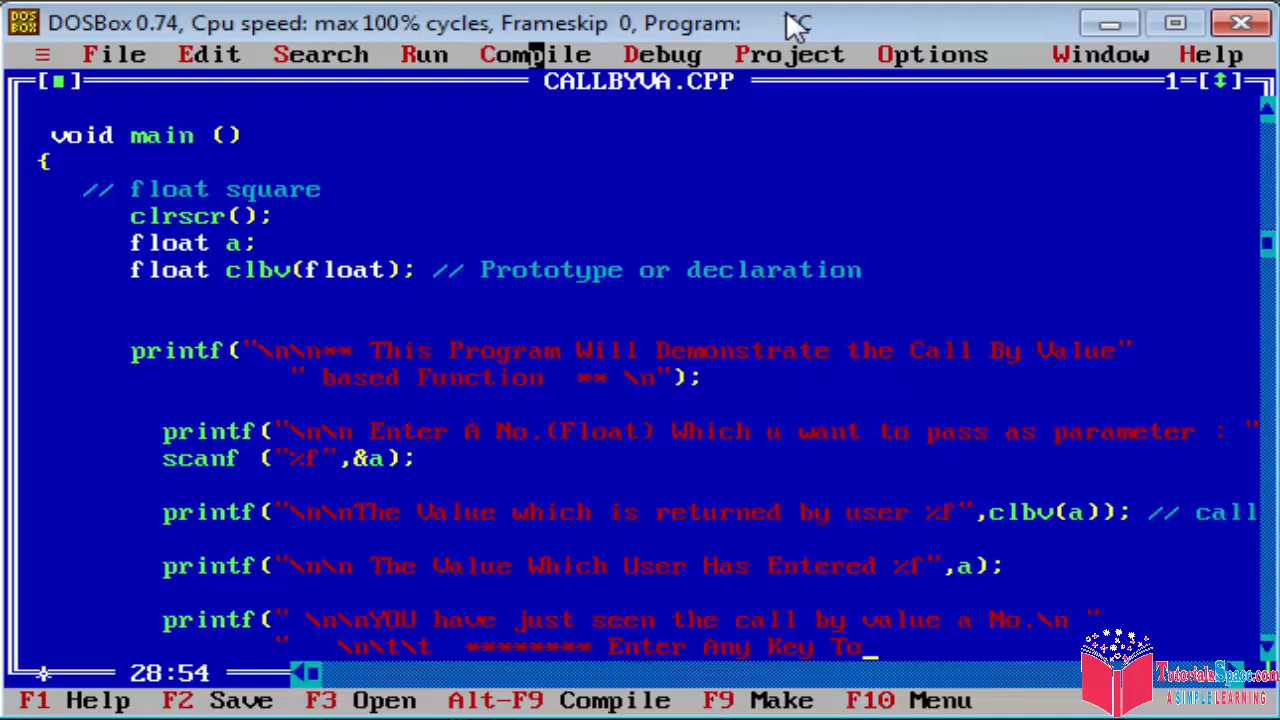 DOSBox 0.74, Cpu speed: max 100% cycles, Frameskip 0, Program: TC
≡ File Edit Search Run Compile Debug Project Options Window Help
[■] CALLBYVA.CPP 1=[↕]
void main ()
{
// float square
clrscr();
float a;
float clbv(float); // Prototype or declaration
printf("\n\n** This Program Will Demonstrate the Call By Value"
" based Function ** \n");
printf("\n\n Enter A No.(Float) Which u want to pass as parameter : "
scanf ("%f",&a);
printf("\n\nThe Value which is returned by user %f",clbv(a)); // call
printf("\n\n The Value Which User Has Entered %f",a);
printf(" \n\nYOU have just seen the call by value a No.\n "
" \n\t\t ******** Enter Any Key To_
28:54
F1 Help F2 Save F3 Open Alt-F9 Compile F9 Make F10 Menu
TutorialsSpace.com
A SIMPLE LEARNING